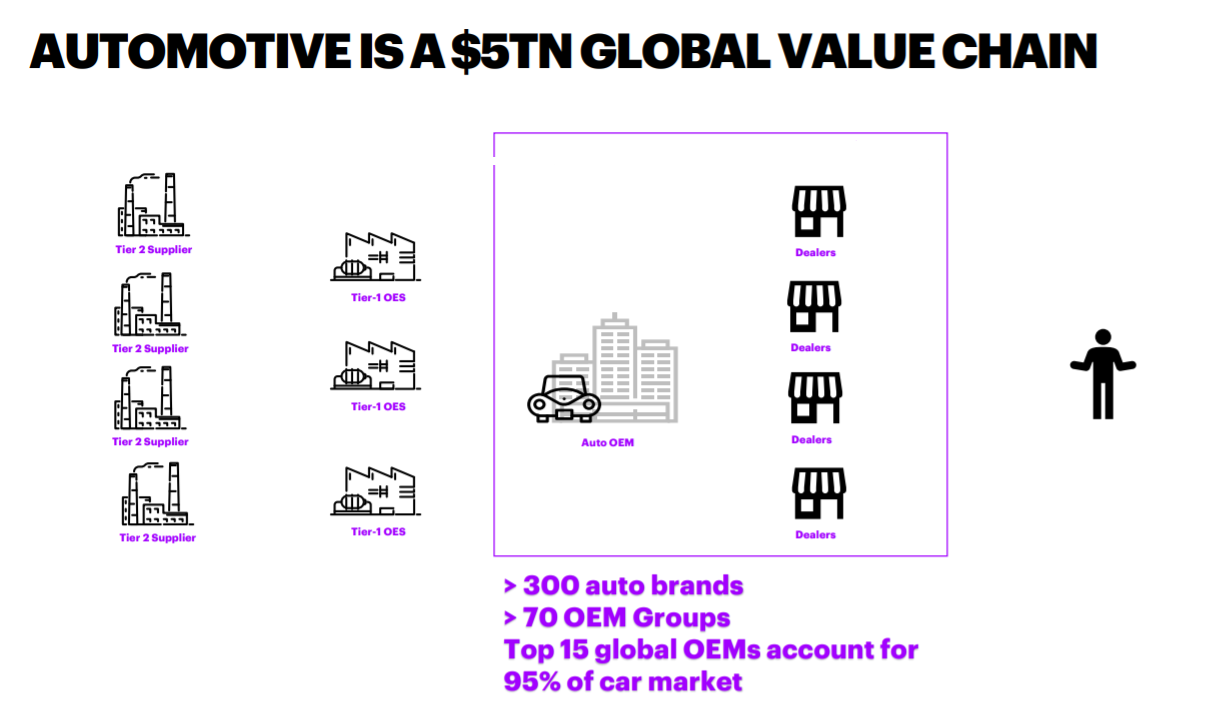 AUTOMOTIVE IS A $5TN GLOBAL VALUE CHAIN
Tier 2 Supplier
Tier 2 Supplier
Tier 2 Supplier
Tier 2 Supplier
Tier-1 OES
Tier-1 OES
Tier-1 OES
Auto OEM
Dealers
Dealers
Dealers
Dealers
> 300 auto brands
> 70 OEM Groups
Top 15 global OEMs account for
95% of car market